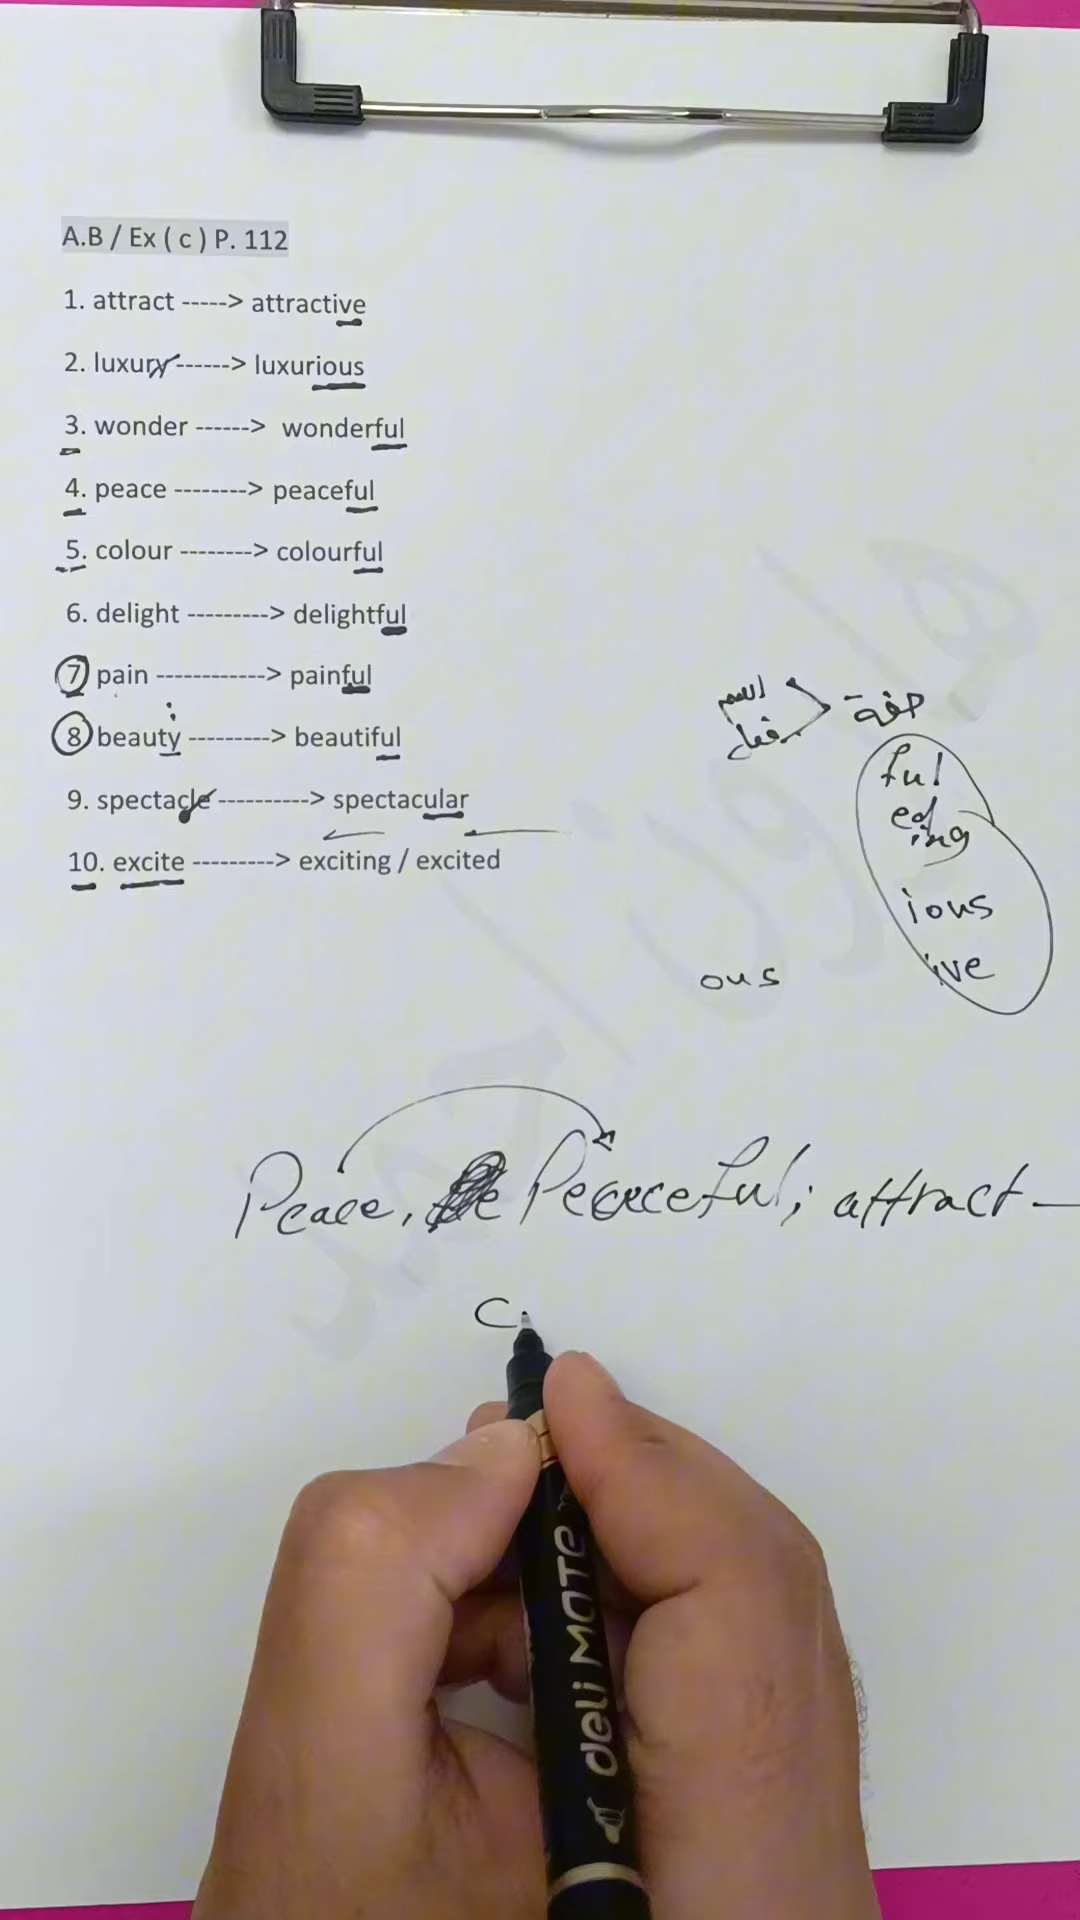 A.B / Ex ( c ) P. 112
1. attract -----> attractive
2. luxury ------> luxurious
3. wonder ------> wonderful
4. peace --------> peaceful
5. colour --------> colourful
6. delight ---------> delightful
7 pain ------------> painful
8 beauty ---------> beautiful
9. spectacle ----------> spectacular
10. excite ---------> exciting / excited
اسم
فعل
صفة
ful
ed
ing
ious
ive
ous
Peace, Peaceful; attract —
C
deli MATE